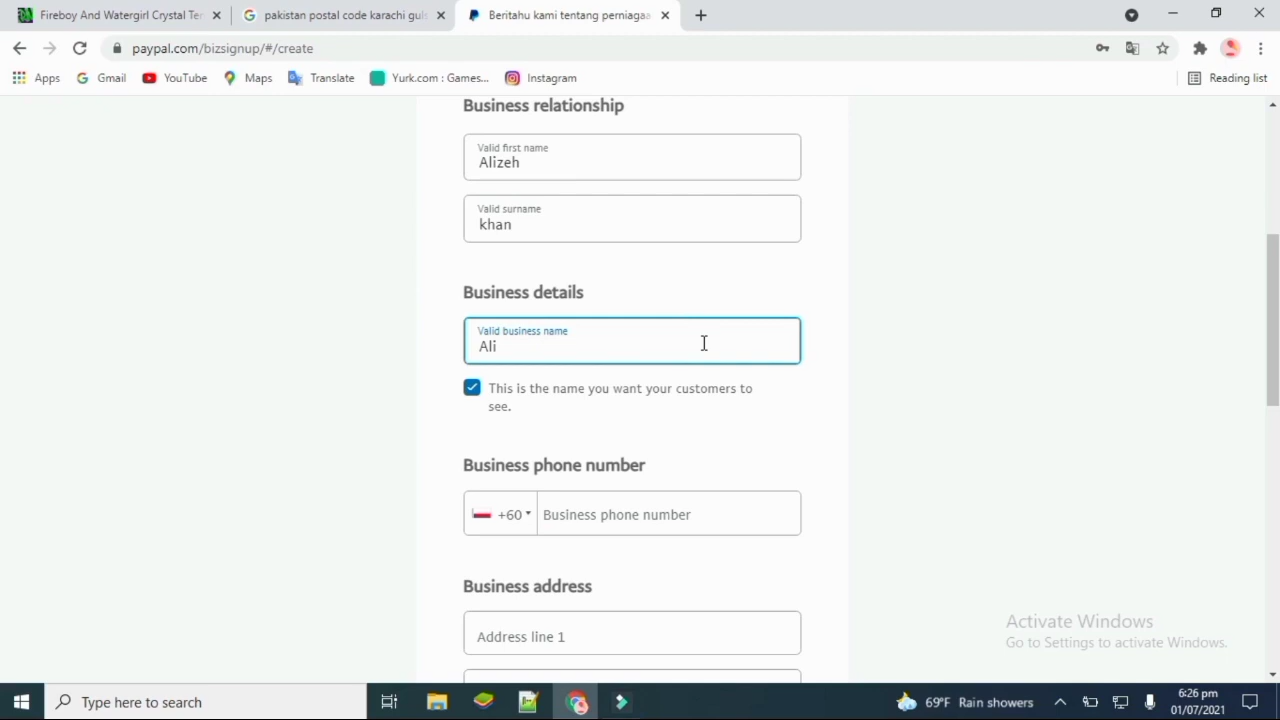 Fireboy And Watergirl Crystal Ter
pakistan postal code karachi guls
Beritahu kami tentang perniagaa
paypal.com/bizsignup/#/create
Apps
Gmail
YouTube
Maps
Translate
Yurk.com : Games...
Instagram
Reading list
Business relationship
Valid first name
Alizeh
Valid surname
khan
Business details
Valid business name
Ali
This is the name you want your customers to
see.
Business phone number
+60
Business phone number
Business address
Address line 1
Activate Windows
Go to Settings to activate Windows.
Type here to search
69°F Rain showers
6:26 pm
01/07/2021